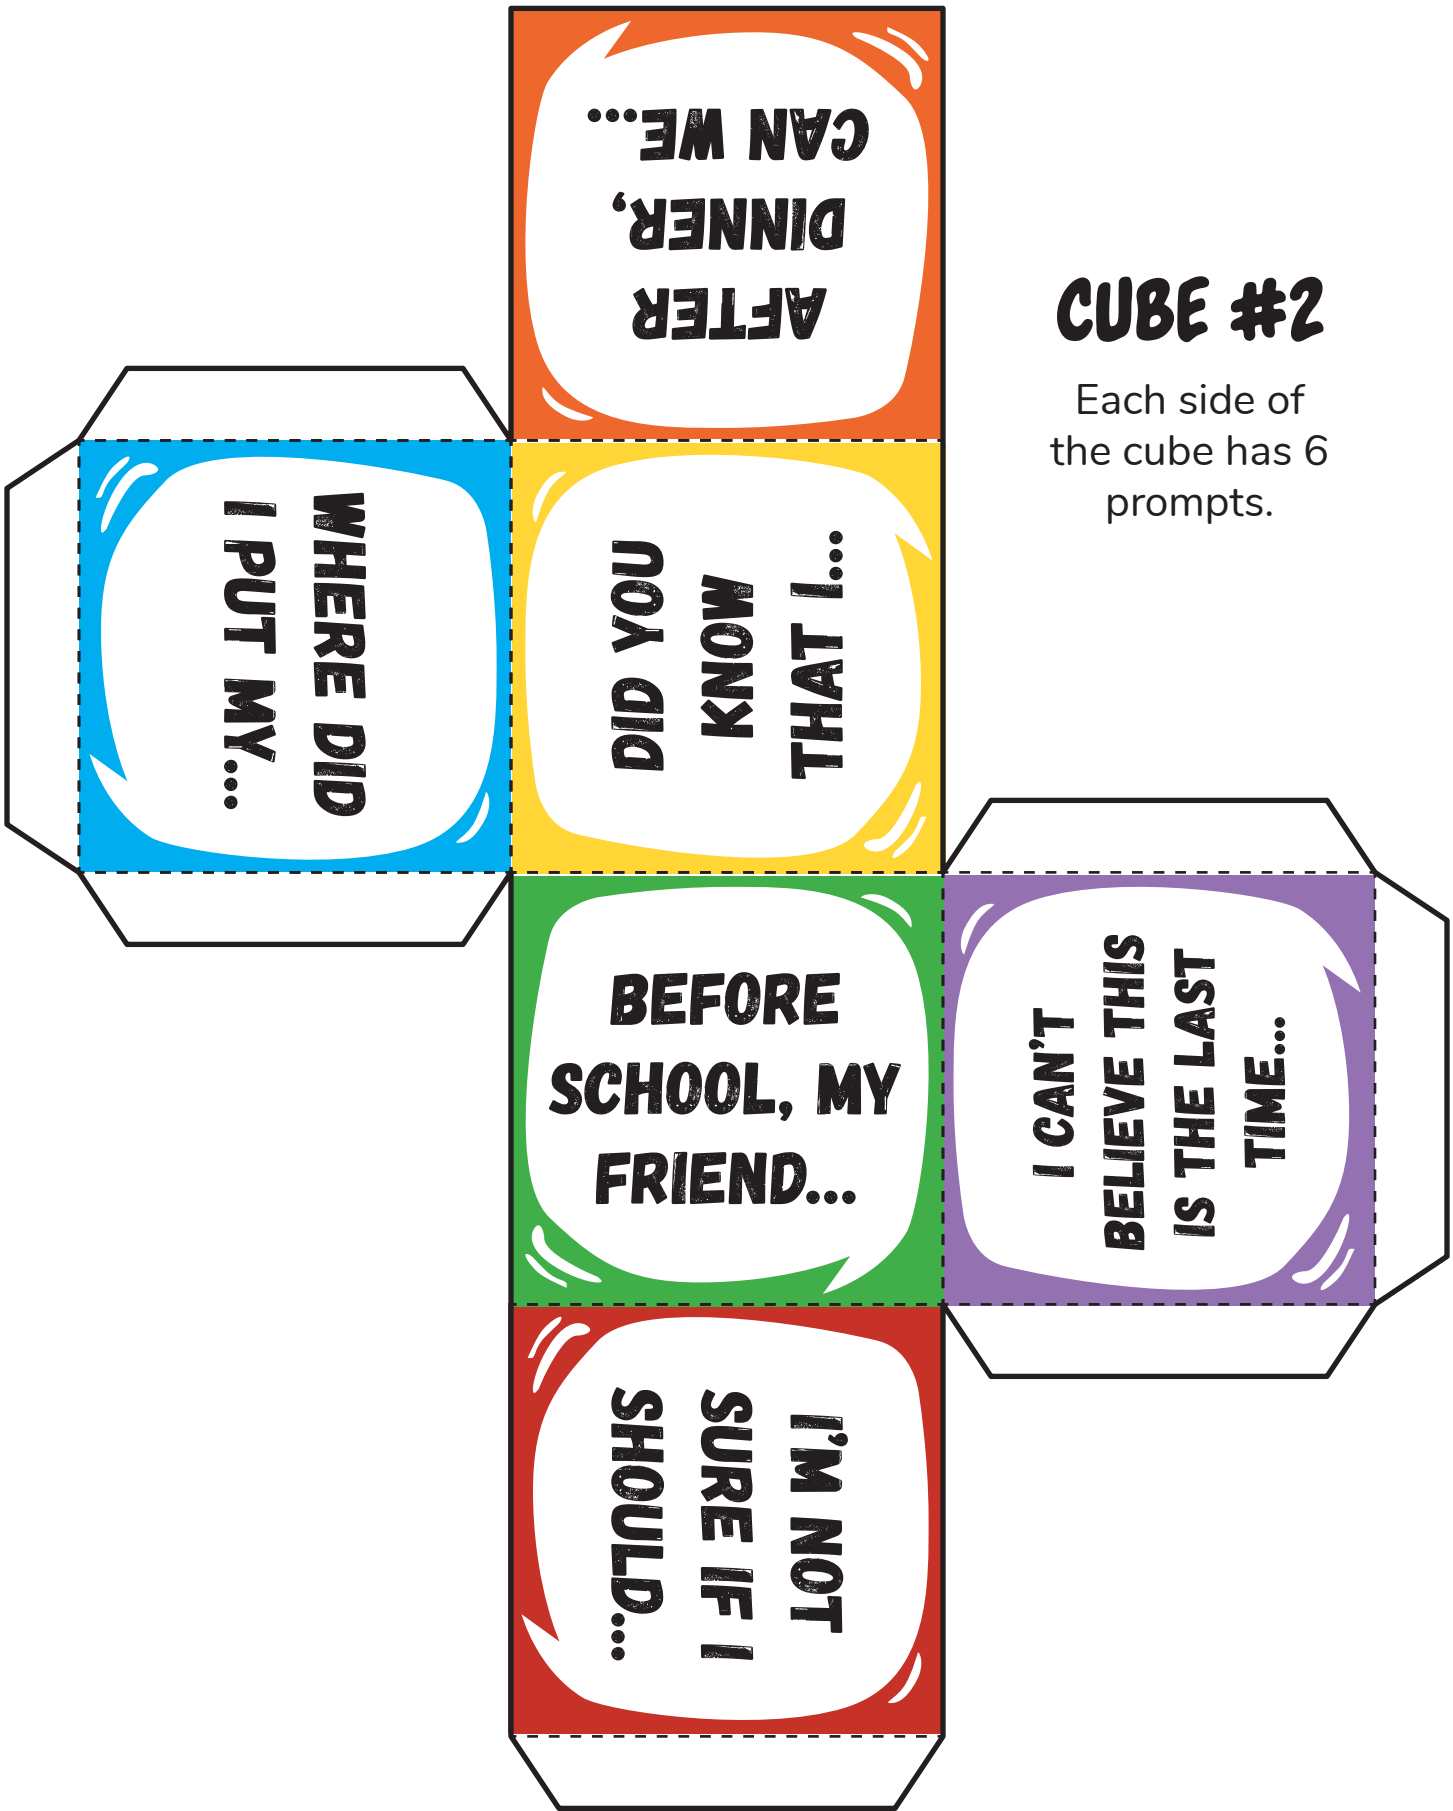 AFTER
DINNER,
CAN WE...
CUBE #2
Each side of
the cube has 6
prompts.
WHERE DID
I PUT MY...
DID YOU
KNOW
THAT I...
BEFORE
SCHOOL, MY
FRIEND...
I CAN'T
BELIEVE THIS
IS THE LAST
TIME...
I'M NOT
SURE IF I
SHOULD...